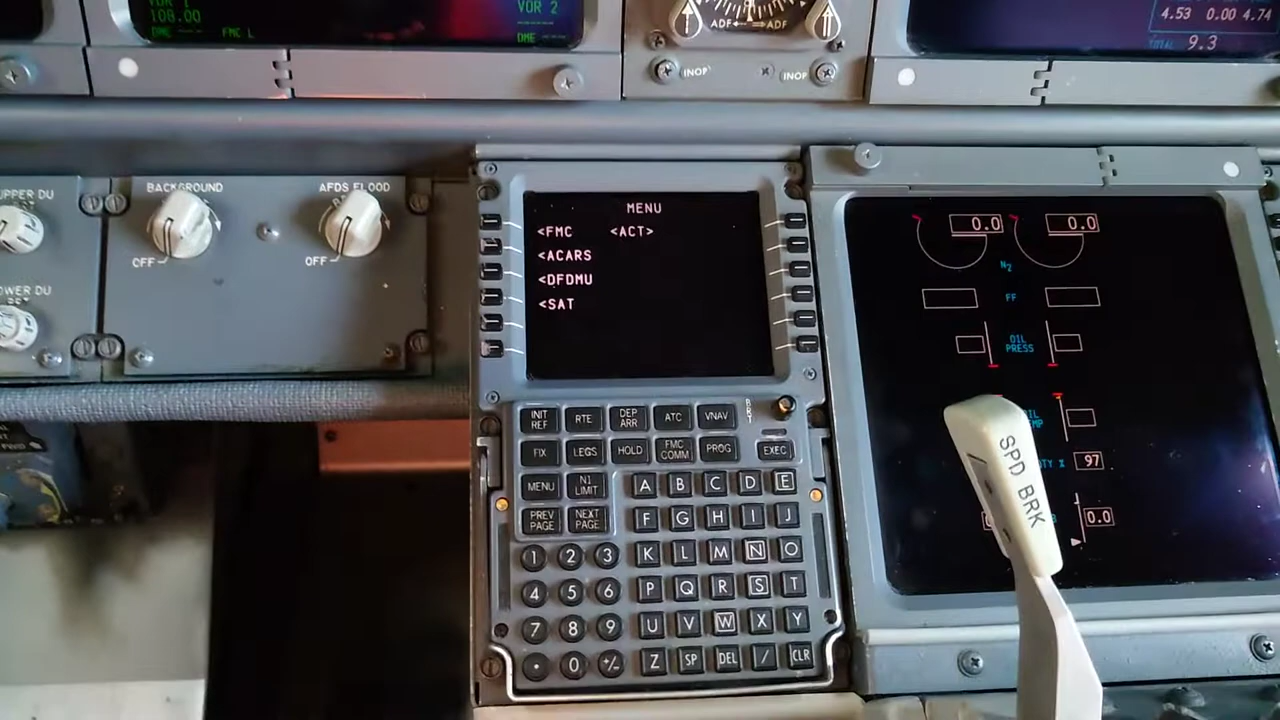 VOR 1
108.00
DME
FMC L
VOR 2
DME
ADF
ADF
INOP
INOP
4.53 0.00 4.74
TOTAL 9.3
UPPER DU
BACKGROUND
OFF
AFDS FLOOD
OFF
MENU
<FMC <ACT>
<ACARS
<DFDMU
<SAT
BRT
INIT REF
RTE
DEP ARR
ATC
VNAV
FIX
LEGS
HOLD
FMC COMM
PROG
EXEC
MENU
N1 LIMIT
A B C D E
PREV PAGE
NEXT PAGE
F G H I J
1 2 3 K L M N O
4 5 6 P Q R S T
7 8 9 U V W X Y
. 0 +/- Z SP DEL / CLR
0.0 0.0
N2
FF
OIL PRESS
97
0.0
SPD BRK